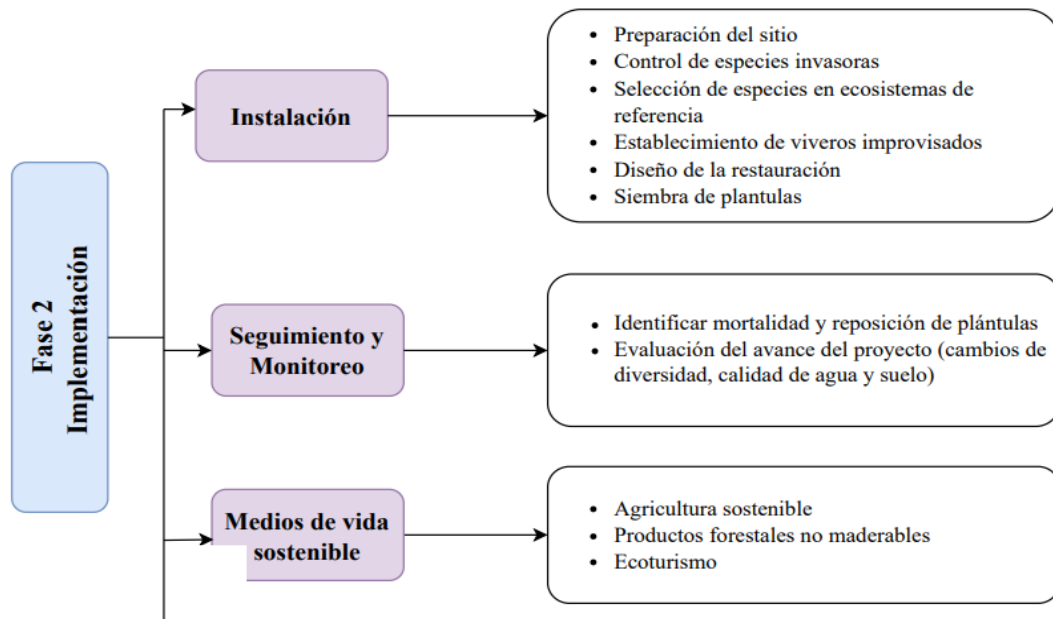 Fase 2
Implementación
Instalación
• Preparación del sitio
• Control de especies invasoras
• Selección de especies en ecosistemas de
referencia
• Establecimiento de viveros improvisados
• Diseño de la restauración
• Siembra de plantulas
Seguimiento y
Monitoreo
• Identificar mortalidad y reposición de plántulas
• Evaluación del avance del proyecto (cambios de
diversidad, calidad de agua y suelo)
Medios de vida
sostenible
• Agricultura sostenible
• Productos forestales no maderables
• Ecoturismo